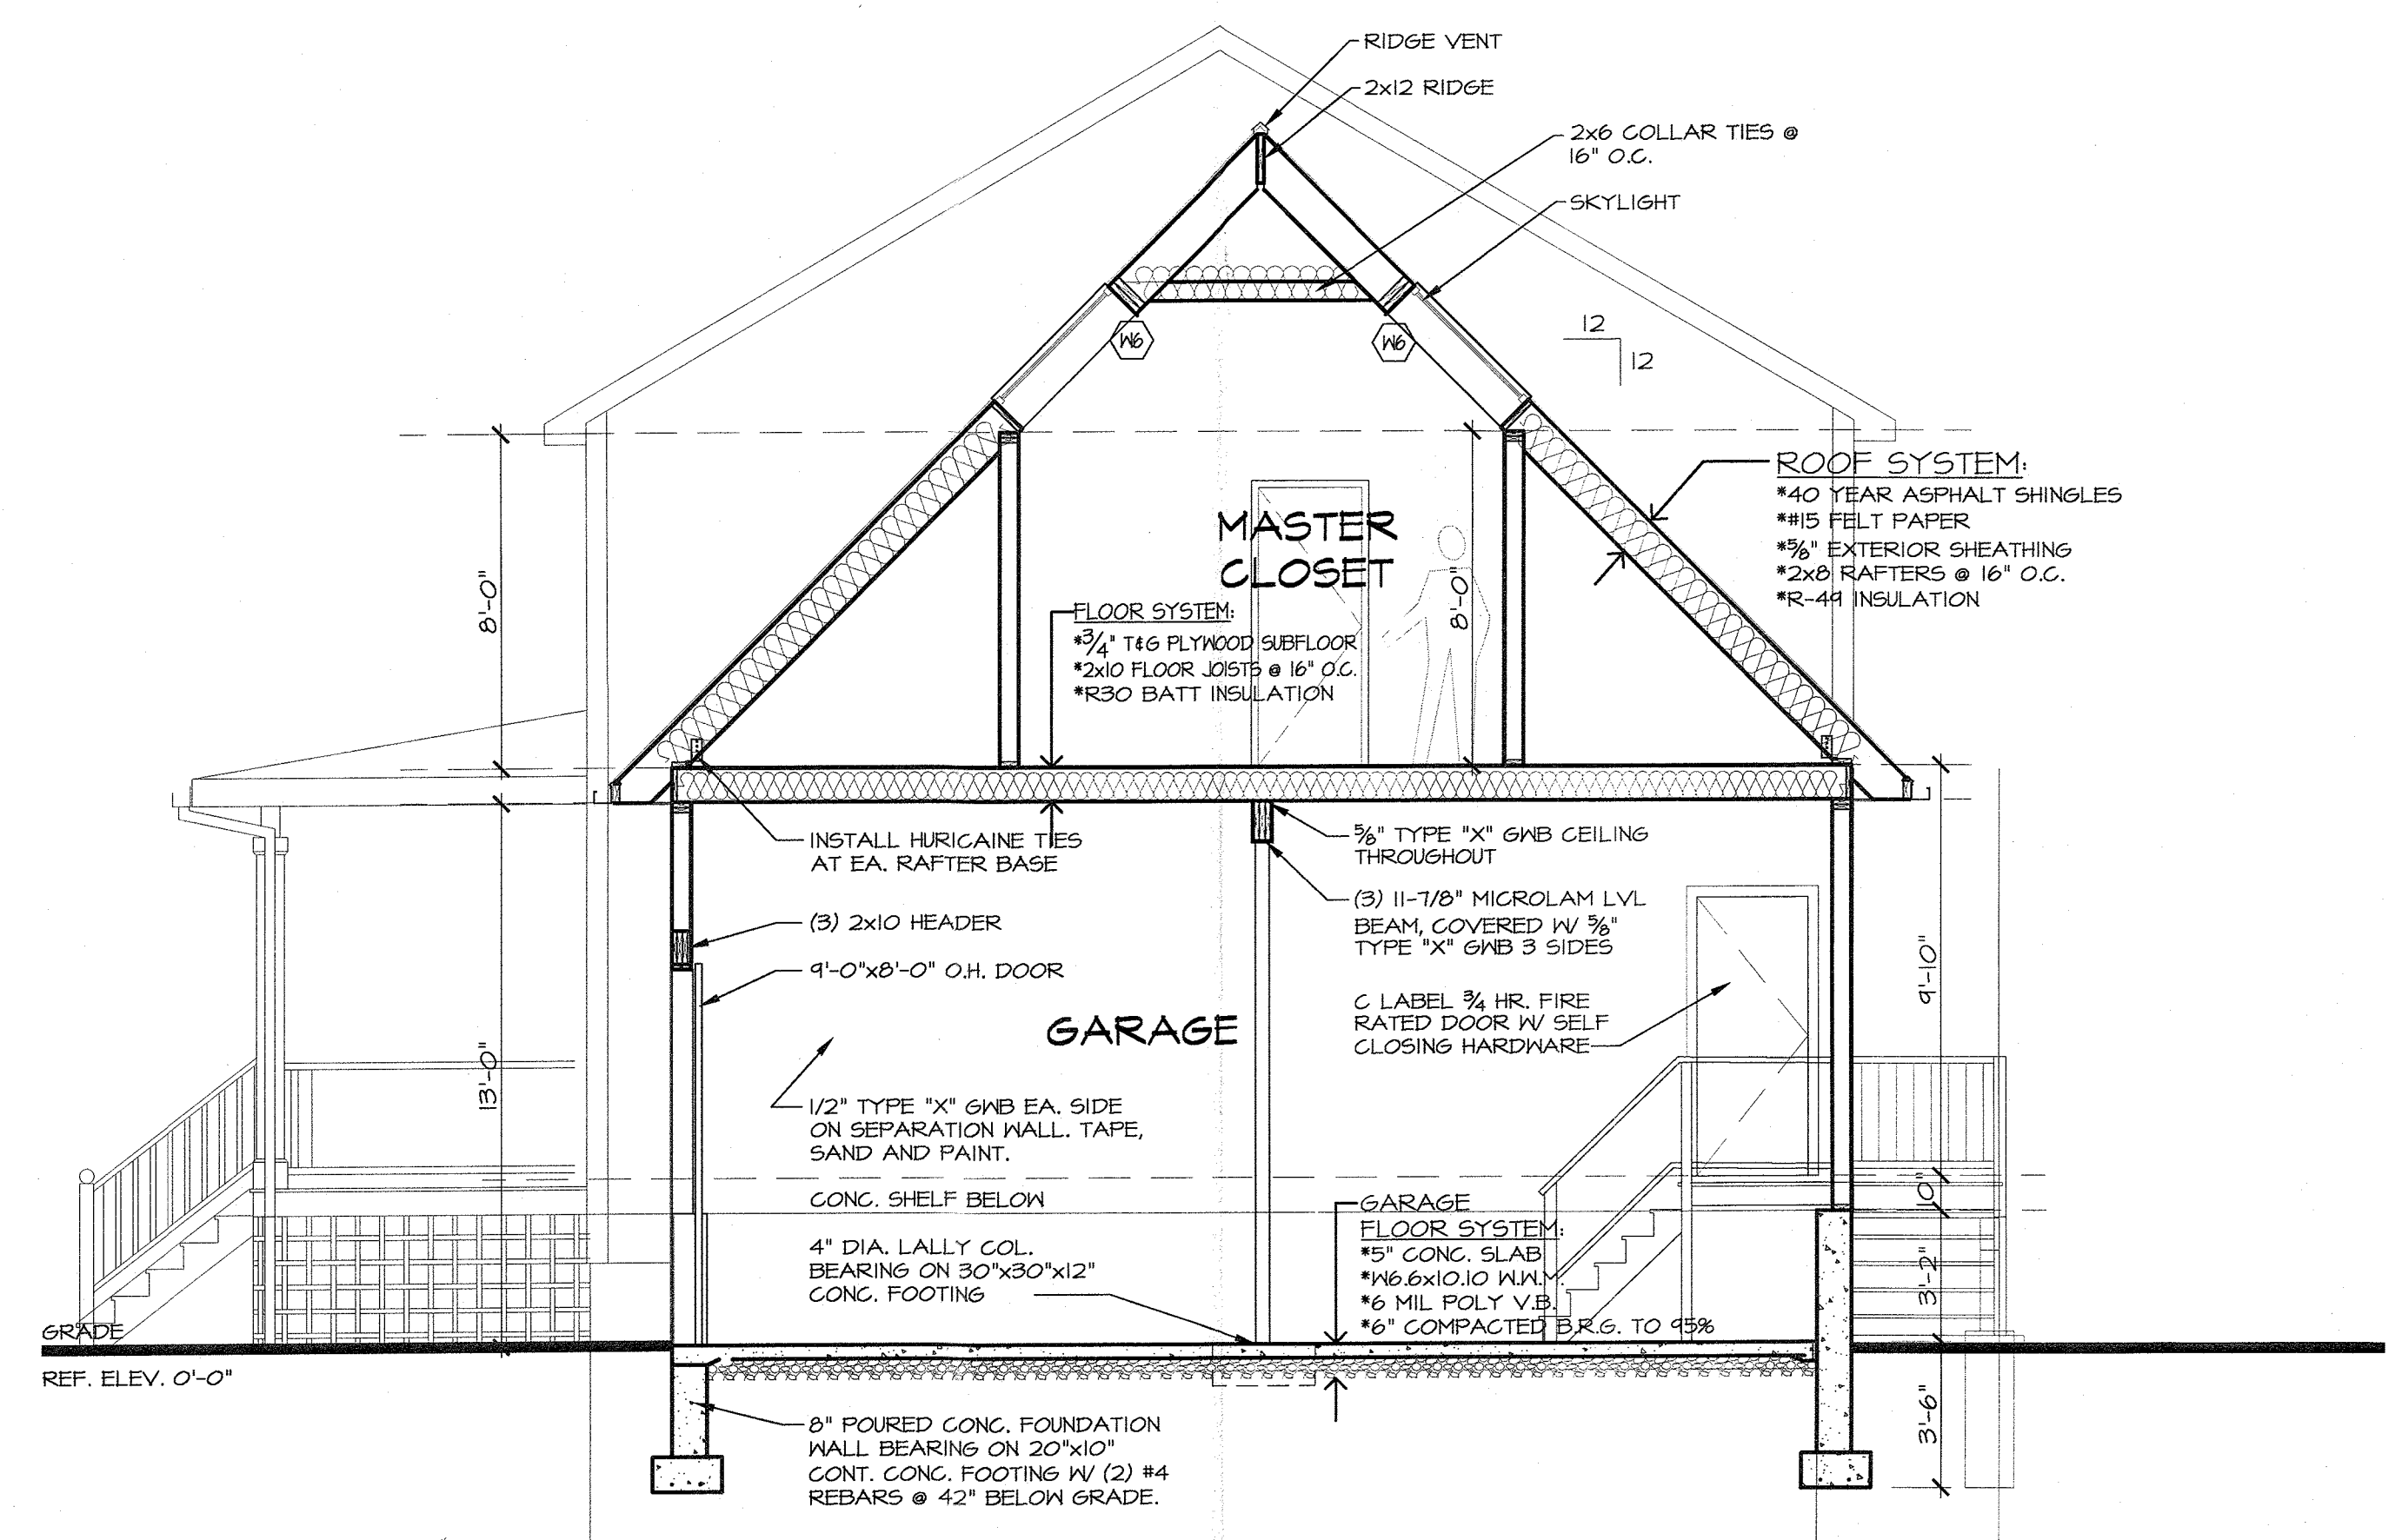 RIDGE VENT
2x12 RIDGE
2x6 COLLAR TIES @
16" O.C.
SKYLIGHT
12
12
W6
W6
ROOF SYSTEM:
*40 YEAR ASPHALT SHINGLES
*#15 FELT PAPER
*5/8" EXTERIOR SHEATHING
*2x8 RAFTERS @ 16" O.C.
*R-49 INSULATION
MASTER
CLOSET
8'-0"
8'-0"
FLOOR SYSTEM:
*3/4" T&G PLYWOOD SUBFLOOR
*2x10 FLOOR JOISTS @ 16" O.C.
*R30 BATT INSULATION
INSTALL HURICAINE TIES
AT EA. RAFTER BASE
5/8" TYPE "X" GWB CEILING
THROUGHOUT
(3) 2x10 HEADER
(3) 11-7/8" MICROLAM LVL
BEAM, COVERED W/ 5/8"
TYPE "X" GWB 3 SIDES
9'-0"x8'-0" O.H. DOOR
C LABEL 3/4 HR. FIRE
RATED DOOR W/ SELF
CLOSING HARDWARE
GARAGE
9'-10"
13'-0"
1/2" TYPE "X" GWB EA. SIDE
ON SEPARATION WALL. TAPE,
SAND AND PAINT.
CONC. SHELF BELOW
10"
GARAGE
FLOOR SYSTEM:
*5" CONC. SLAB
*W6.6x10.10 W.W.M.
*6 MIL POLY V.B.
*6" COMPACTED B.R.G. TO 95%
4" DIA. LALLY COL.
BEARING ON 30"x30"x12"
CONC. FOOTING
3'-2"
GRADE
REF. ELEV. 0'-0"
3'-6"
8" POURED CONC. FOUNDATION
WALL BEARING ON 20"x10"
CONT. CONC. FOOTING W/ (2) #4
REBARS @ 42" BELOW GRADE.